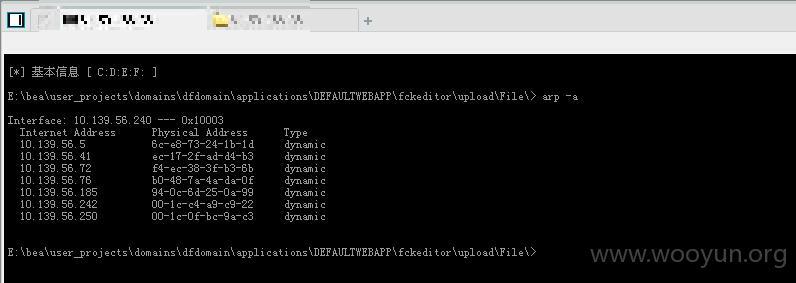 +
[*] 基本信息 [ C:D:E:F: ]
E:\bea\user_projects\domains\dfdomain\applications\DEFAULTWEBAPP\fckeditor\upload\File\> arp -a
Interface: 10.139.56.240 --- 0x10003
Internet Address Physical Address Type
10.139.56.5 6c-e8-73-24-1b-1d dynamic
10.139.56.41 ec-17-2f-ad-d4-b3 dynamic
10.139.56.72 f4-ec-38-3f-b3-6b dynamic
10.139.56.76 b0-48-7a-4a-da-0f dynamic
10.139.56.185 94-0c-6d-25-0a-99 dynamic
10.139.56.242 00-1c-c4-a9-c9-22 dynamic
10.139.56.250 00-1c-0f-bc-9a-c3 dynamic
E:\bea\user_projects\domains\dfdomain\applications\DEFAULTWEBAPP\fckeditor\upload\File\>
www.wooyun.org